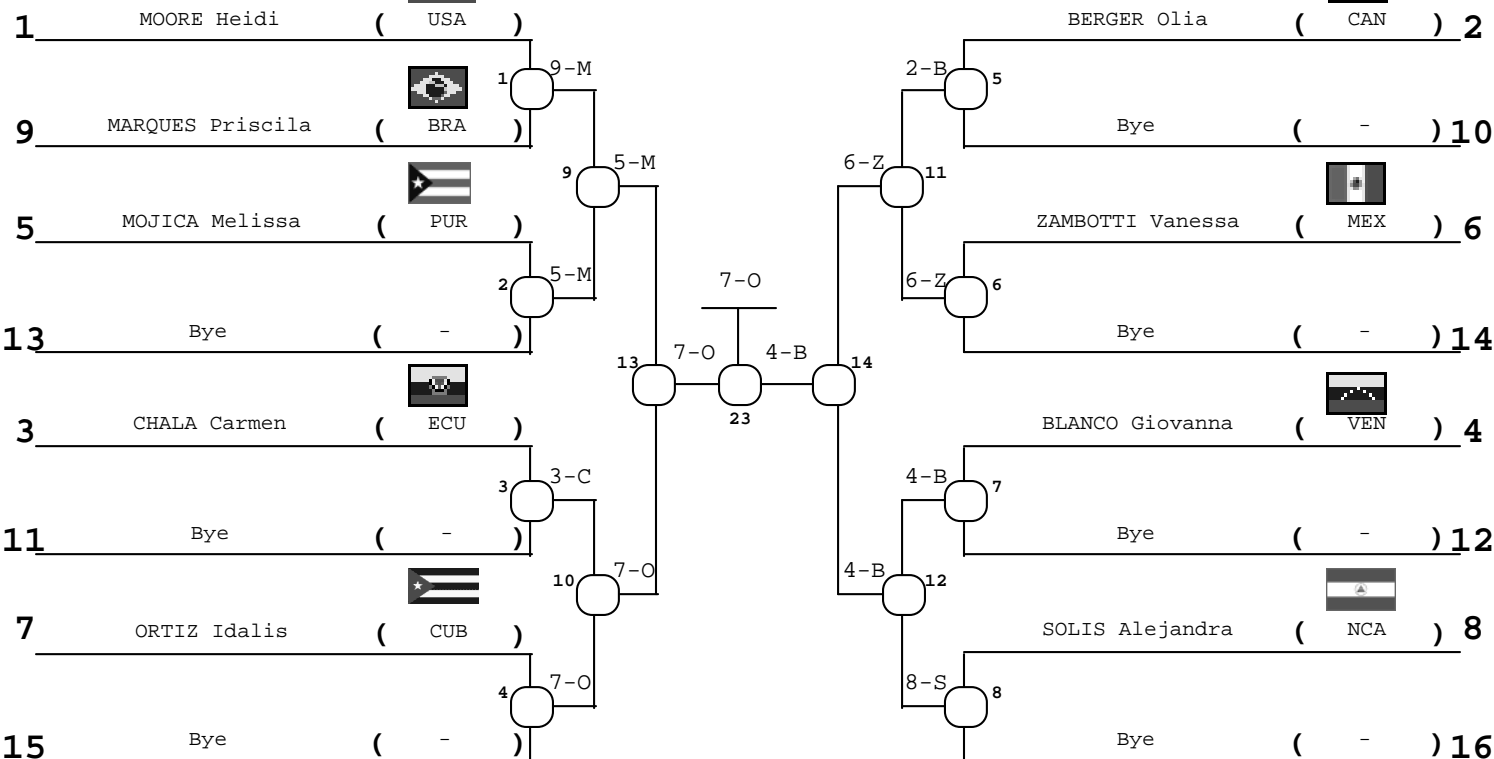 1 MOORE Heidi ( USA )
BERGER Olia ( CAN ) 2
1 9-M
2-B 5
9 MARQUES Priscila ( BRA )
Bye ( - ) 10
9 5-M
6-Z 11
5 MOJICA Melissa ( PUR )
ZAMBOTTI Vanessa ( MEX ) 6
2 5-M
7-O
6-Z 6
13 Bye ( - )
Bye ( - ) 14
13 7-O 4-B 14
23
3 CHALA Carmen ( ECU )
BLANCO Giovanna ( VEN ) 4
3 3-C
4-B 7
11 Bye ( - )
Bye ( - ) 12
10 7-O
4-B 12
7 ORTIZ Idalis ( CUB )
SOLIS Alejandra ( NCA ) 8
4 7-O
8-S 8
15 Bye ( - )
Bye ( - ) 16